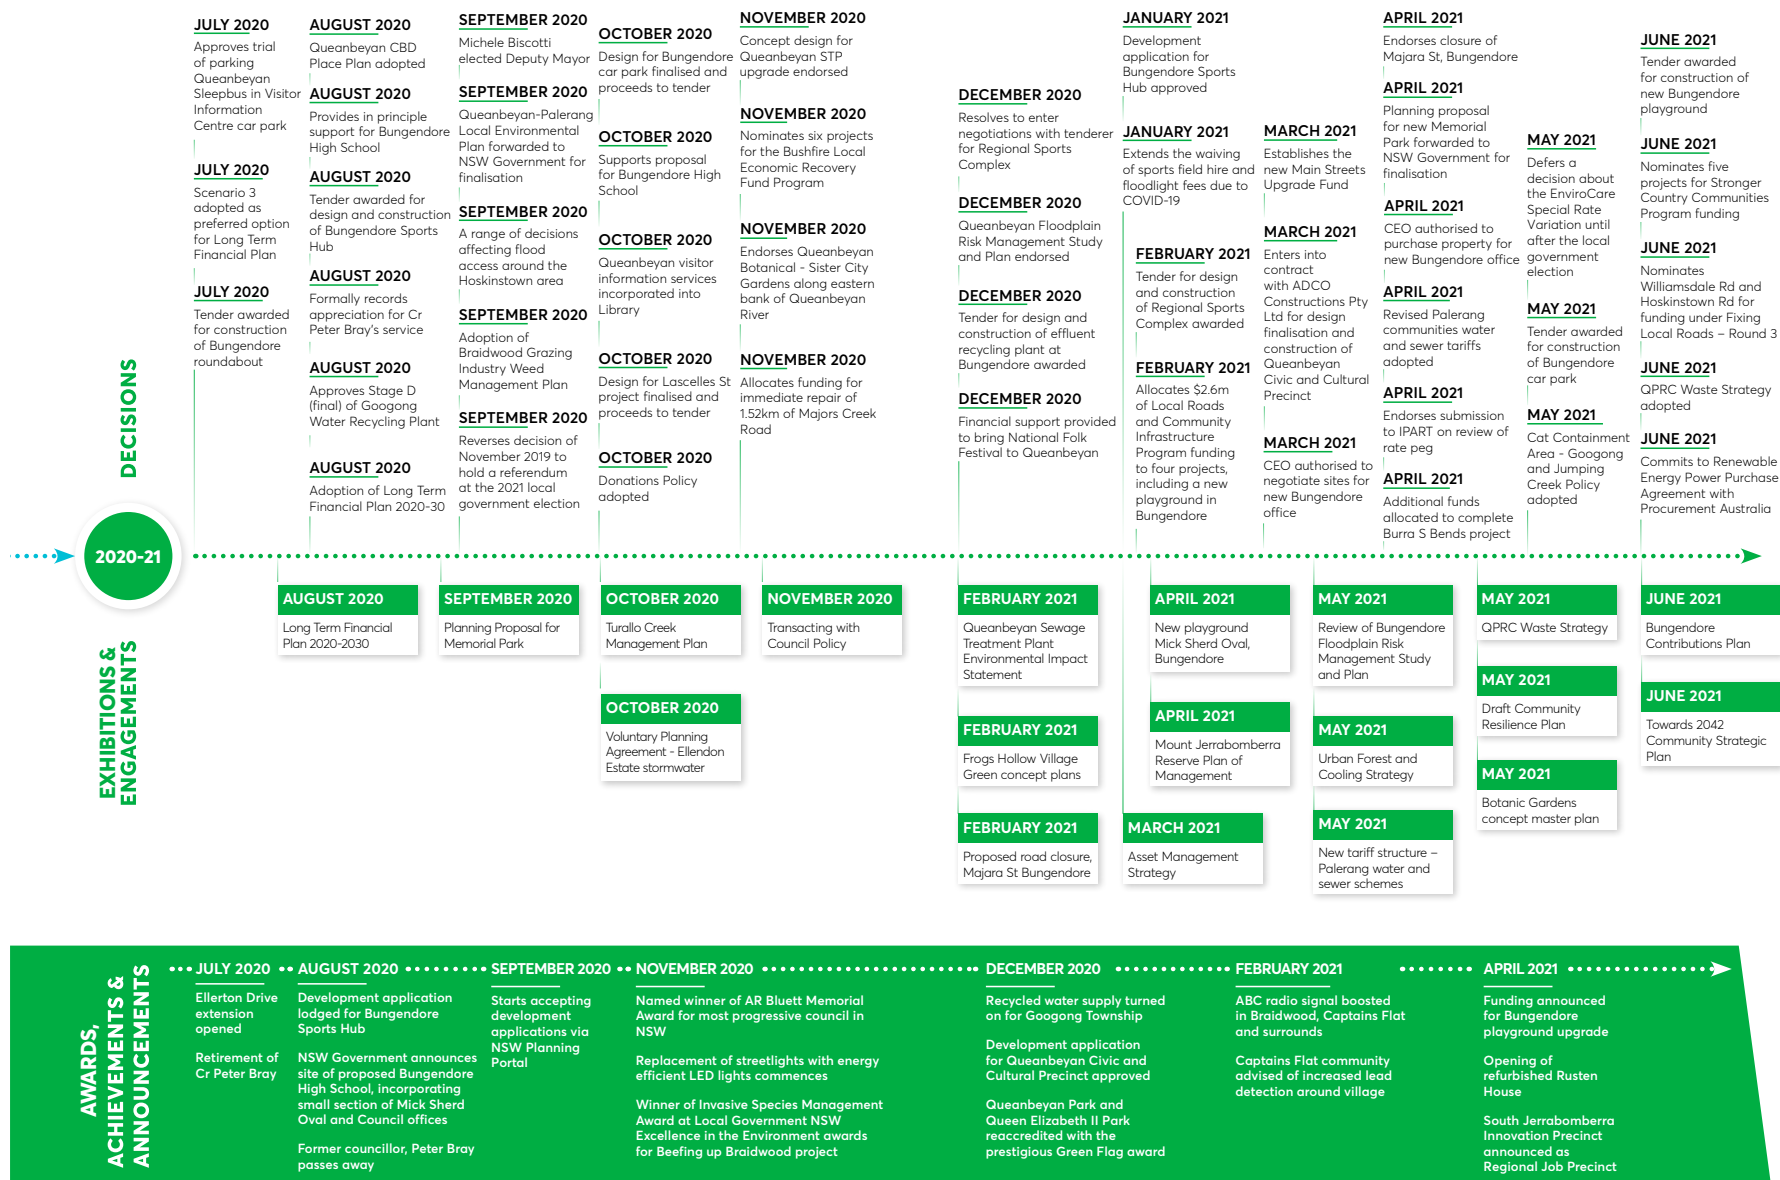 JULY 2020
Approves trial
of parking
Queanbeyan
Sleepbus in Visitor
Information
Centre car park
JULY 2020
Scenario 3
adopted as
preferred option
for Long Term
Financial Plan
JULY 2020
Tender awarded
for construction
of Bungendore
roundabout
AUGUST 2020
Queanbeyan CBD
Place Plan adopted
AUGUST 2020
Provides in principle
support for Bungendore
High School
AUGUST 2020
Tender awarded for
design and construction
of Bungendore Sports
Hub
AUGUST 2020
Formally records
appreciation for Cr
Peter Bray's service
AUGUST 2020
Approves Stage D
(final) of Googong
Water Recycling Plant
AUGUST 2020
Adoption of Long Term
Financial Plan 2020-30
SEPTEMBER 2020
Michele Biscotti
elected Deputy Mayor
SEPTEMBER 2020
Queanbeyan-Palerang
Local Environmental
Plan forwarded to
NSW Government for
finalisation
SEPTEMBER 2020
A range of decisions
affecting flood
access around the
Hoskinstown area
SEPTEMBER 2020
Adoption of
Braidwood Grazing
Industry Weed
Management Plan
SEPTEMBER 2020
Reverses decision of
November 2019 to
hold a referendum
at the 2021 local
government election
OCTOBER 2020
Design for Bungendore
car park finalised and
proceeds to tender
OCTOBER 2020
Supports proposal
for Bungendore High
School
OCTOBER 2020
Queanbeyan visitor
information services
incorporated into
Library
OCTOBER 2020
Design for Lascelles St
project finalised and
proceeds to tender
OCTOBER 2020
Donations Policy
adopted
NOVEMBER 2020
Concept design for
Queanbeyan STP
upgrade endorsed
NOVEMBER 2020
Nominates six projects
for the Bushfire Local
Economic Recovery
Fund Program
NOVEMBER 2020
Endorses Queanbeyan
Botanical - Sister City
Gardens along eastern
bank of Queanbeyan
River
NOVEMBER 2020
Allocates funding for
immediate repair of
1.52km of Majors Creek
Road
DECEMBER 2020
Resolves to enter
negotiations with tenderer
for Regional Sports
Complex
DECEMBER 2020
Queanbeyan Floodplain
Risk Management Study
and Plan endorsed
DECEMBER 2020
Tender for design and
construction of effluent
recycling plant at
Bungendore awarded
DECEMBER 2020
Financial support provided
to bring National Folk
Festival to Queanbeyan
JANUARY 2021
Development
application for
Bungendore Sports
Hub approved
JANUARY 2021
Extends the waiving
of sports field hire and
floodlight fees due to
COVID-19
FEBRUARY 2021
Tender for design
and construction
of Regional Sports
Complex awarded
FEBRUARY 2021
Allocates $2.6m
of Local Roads
and Community
Infrastructure
Program funding
to four projects,
including a new
playground in
Bungendore
MARCH 2021
Establishes the
new Main Streets
Upgrade Fund
MARCH 2021
Enters into
contract
with ADCO
Constructions Pty
Ltd for design
finalisation and
construction of
Queanbeyan
Civic and Cultural
Precinct
MARCH 2021
CEO authorised to
negotiate sites for
new Bungendore
office
APRIL 2021
Endorses closure of
Majara St, Bungendore
APRIL 2021
Planning proposal
for new Memorial
Park forwarded to
NSW Government for
finalisation
APRIL 2021
CEO authorised to
purchase property for
new Bungendore office
APRIL 2021
Revised Palerang
communities water
and sewer tariffs
adopted
APRIL 2021
Endorses submission
to IPART on review of
rate peg
APRIL 2021
Additional funds
allocated to complete
Burra S Bends project
MAY 2021
Defers a
decision about
the EnviroCare
Special Rate
Variation until
after the local
government
election
MAY 2021
Tender awarded
for construction
of Bungendore
car park
MAY 2021
Cat Containment
Area - Googong
and Jumping
Creek Policy
adopted
JUNE 2021
Tender awarded
for construction of
new Bungendore
playground
JUNE 2021
Nominates five
projects for Stronger
Country Communities
Program funding
JUNE 2021
Nominates
Williamsdale Rd and
Hoskinstown Rd for
funding under Fixing
Local Roads – Round 3
JUNE 2021
QPRC Waste Strategy
adopted
JUNE 2021
Commits to Renewable
Energy Power Purchase
Agreement with
Procurement Australia
DECISIONS
2020-21
EXHIBITIONS &
ENGAGEMENTS
AUGUST 2020
Long Term Financial
Plan 2020-2030
SEPTEMBER 2020
Planning Proposal for
Memorial Park
OCTOBER 2020
Turallo Creek
Management Plan
OCTOBER 2020
Voluntary Planning
Agreement - Ellendon
Estate stormwater
NOVEMBER 2020
Transacting with
Council Policy
FEBRUARY 2021
Queanbeyan Sewage
Treatment Plant
Environmental Impact
Statement
FEBRUARY 2021
Frogs Hollow Village
Green concept plans
FEBRUARY 2021
Proposed road closure,
Majara St Bungendore
MARCH 2021
Asset Management
Strategy
APRIL 2021
New playground
Mick Sherd Oval,
Bungendore
APRIL 2021
Mount Jerrabomberra
Reserve Plan of
Management
MAY 2021
Review of Bungendore
Floodplain Risk
Management Study
and Plan
MAY 2021
Urban Forest and
Cooling Strategy
MAY 2021
New tariff structure –
Palerang water and
sewer schemes
MAY 2021
QPRC Waste Strategy
MAY 2021
Draft Community
Resilience Plan
MAY 2021
Botanic Gardens
concept master plan
JUNE 2021
Bungendore
Contributions Plan
JUNE 2021
Towards 2042
Community Strategic
Plan
AWARDS,
ACHIEVEMENTS &
ANNOUNCEMENTS
JULY 2020
Ellerton Drive
extension
opened
Retirement of
Cr Peter Bray
AUGUST 2020
Development application
lodged for Bungendore
Sports Hub
NSW Government announces
site of proposed Bungendore
High School, incorporating
small section of Mick Sherd
Oval and Council offices
Former councillor, Peter Bray
passes away
SEPTEMBER 2020
Starts accepting
development
applications via
NSW Planning
Portal
NOVEMBER 2020
Named winner of AR Bluett Memorial
Award for most progressive council in
NSW
Replacement of streetlights with energy
efficient LED lights commences
Winner of Invasive Species Management
Award at Local Government NSW
Excellence in the Environment awards
for Beefing up Braidwood project
DECEMBER 2020
Recycled water supply turned
on for Googong Township
Development application
for Queanbeyan Civic and
Cultural Precinct approved
Queanbeyan Park and
Queen Elizabeth II Park
reaccredited with the
prestigious Green Flag award
FEBRUARY 2021
ABC radio signal boosted
in Braidwood, Captains Flat
and surrounds
Captains Flat community
advised of increased lead
detection around village
APRIL 2021
Funding announced
for Bungendore
playground upgrade
Opening of
refurbished Rusten
House
South Jerrabomberra
Innovation Precinct
announced as
Regional Job Precinct